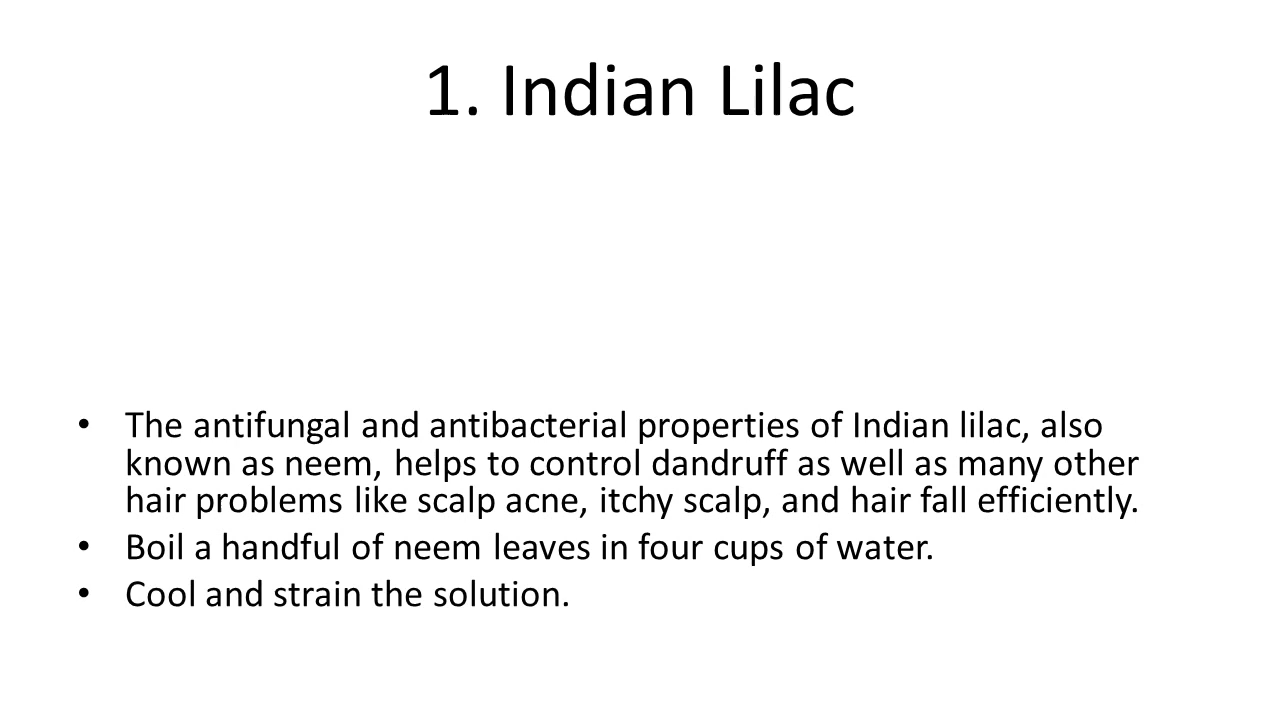 1. Indian Lilac
• The antifungal and antibacterial properties of Indian lilac, also
known as neem, helps to control dandruff as well as many other
hair problems like scalp acne, itchy scalp, and hair fall efficiently.
• Boil a handful of neem leaves in four cups of water.
• Cool and strain the solution.